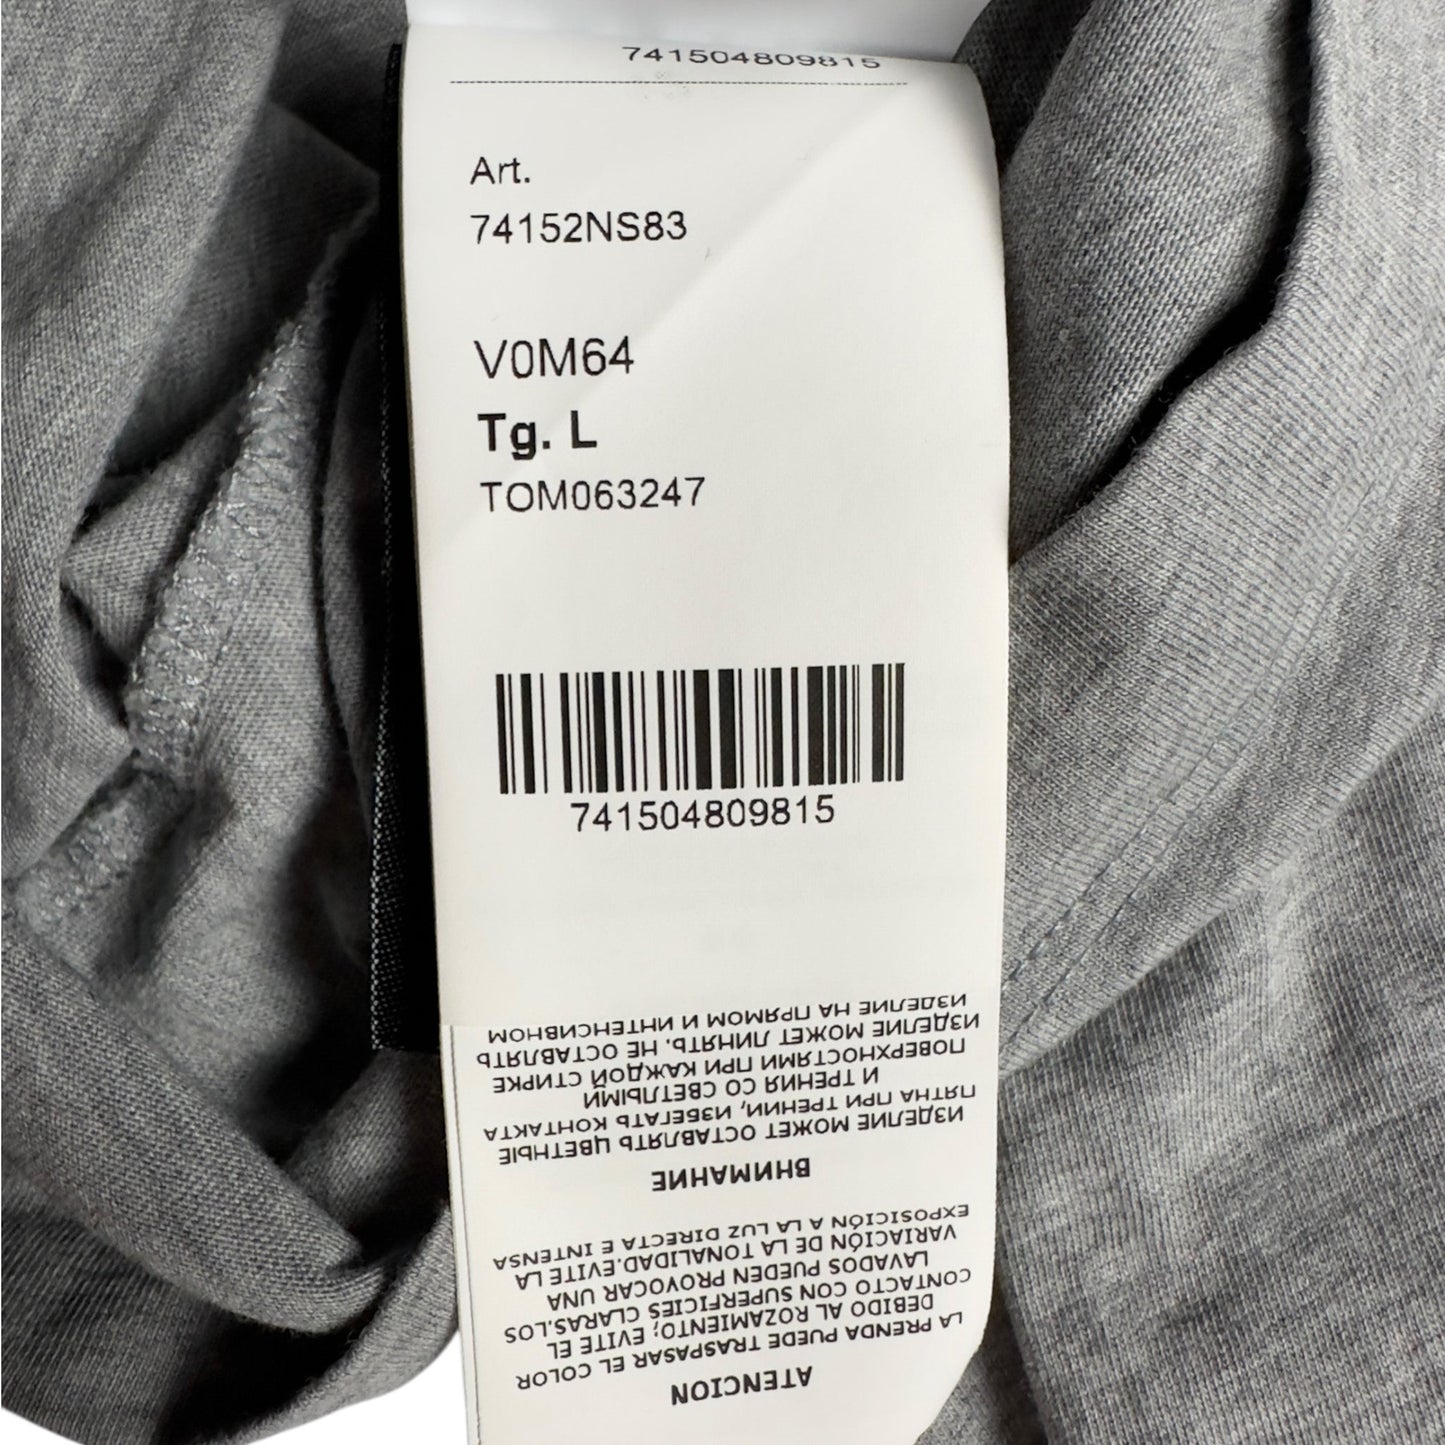 741504809815
Art.
74152NS83
V0M64
Tg. L
TOM063247
741504809815
ATENCION
LA PRENDA PUEDE TRASPASAR EL COLOR
DEBIDO AL ROZAMIENTO; EVITE EL
CONTACTO CON SUPERFICIES CLARAS.LOS
LAVADOS PUEDEN PROVOCAR UNA
VARIACIÓN DE LA TONALIDAD.EVITE LA
EXPOSICIÓN A LA LUZ DIRECTA E INTENSA
ВНИМАНИЕ
ИЗДЕЛИЕ МОЖЕТ ОСТАВЛЯТЬ ЦВЕТНЫЕ
ПЯТНА ПРИ ТРЕНИИ, ИЗБЕГАТЬ КОНТАКТА
И ТРЕНИЯ СО СВЕТЛЫМИ
ПОВЕРХНОСТЯМИ ПРИ КАЖДОЙ СТИРКЕ
ИЗДЕЛИЕ МОЖЕТ ЛИНЯТЬ. НЕ ОСТАВЛЯТЬ
ИЗДЕЛИЕ НА ПРЯМОМ И ИНТЕНСИВНОМ